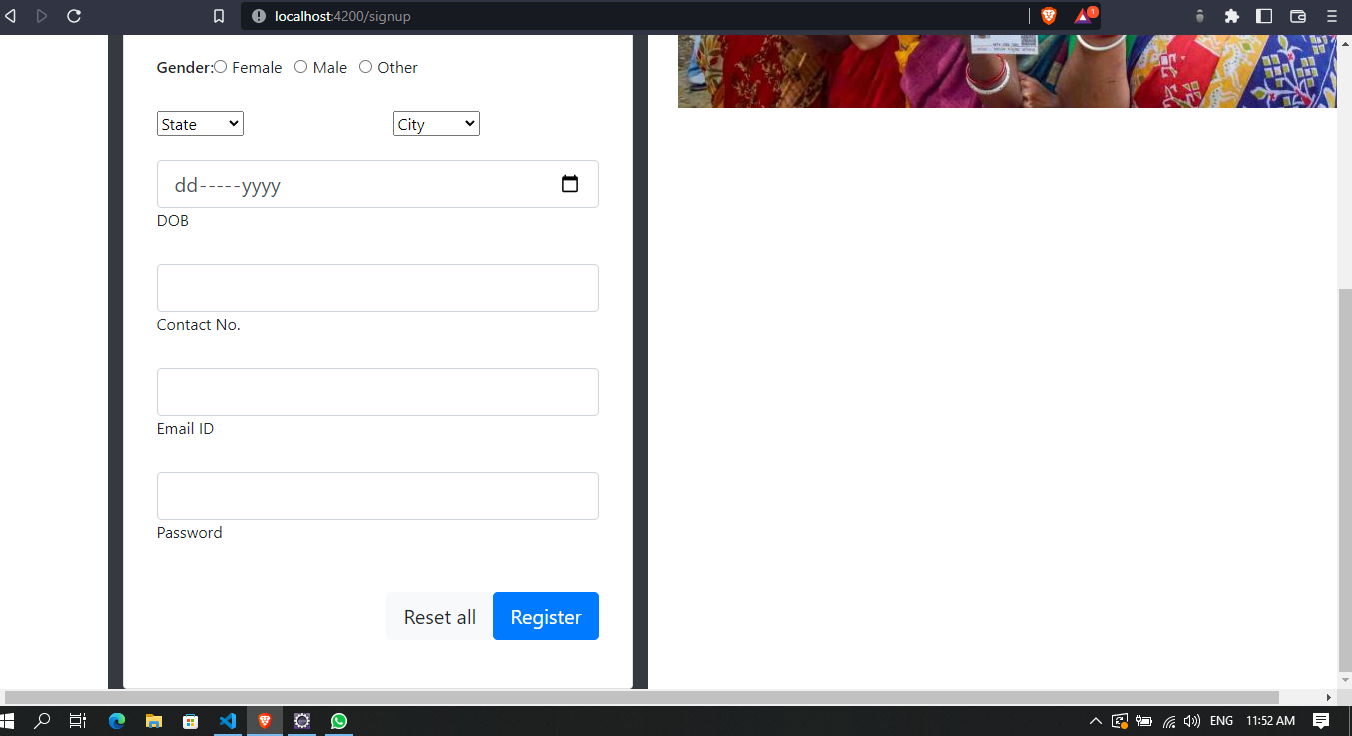 localhost:4200/signup
1
Gender: Female Male Other
State City
dd-----yyyy
DOB
Contact No.
Email ID
Password
Reset all Register
ENG 11:52 AM